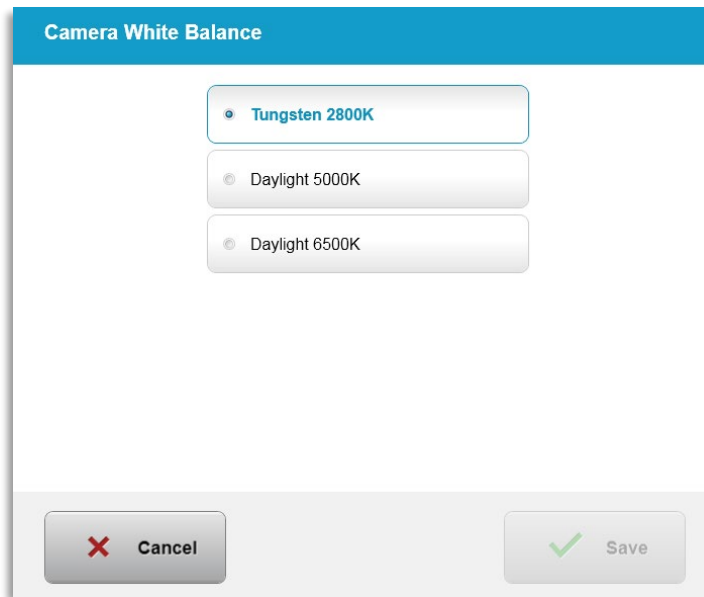 Camera White Balance
Tungsten 2800K
Daylight 5000K
Daylight 6500K
Cancel
Save